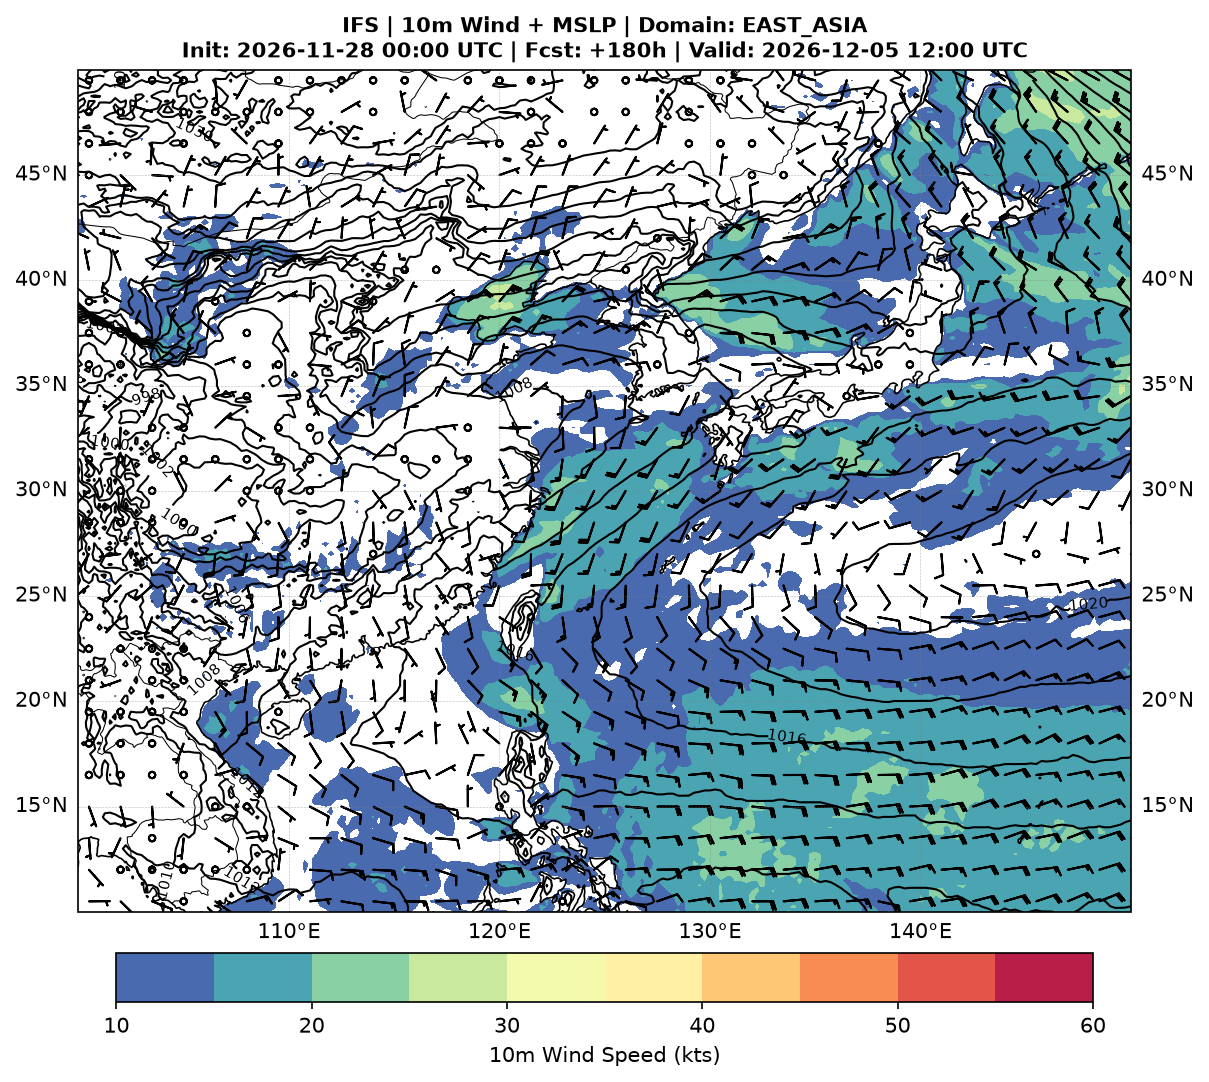 IFS | 10m Wind + MSLP | Domain: EAST_ASIA
Init: 2026-11-28 00:00 UTC | Fcst: +180h | Valid: 2026-12-05 12:00 UTC
45°N 45°N
40°N 40°N
35°N 35°N
30°N 30°N
25°N 25°N
20°N 20°N
15°N 15°N
998
1000
1002
1008
1020
1016
110°E 120°E 130°E 140°E
10 20 30 40 50 60
10m Wind Speed (kts)